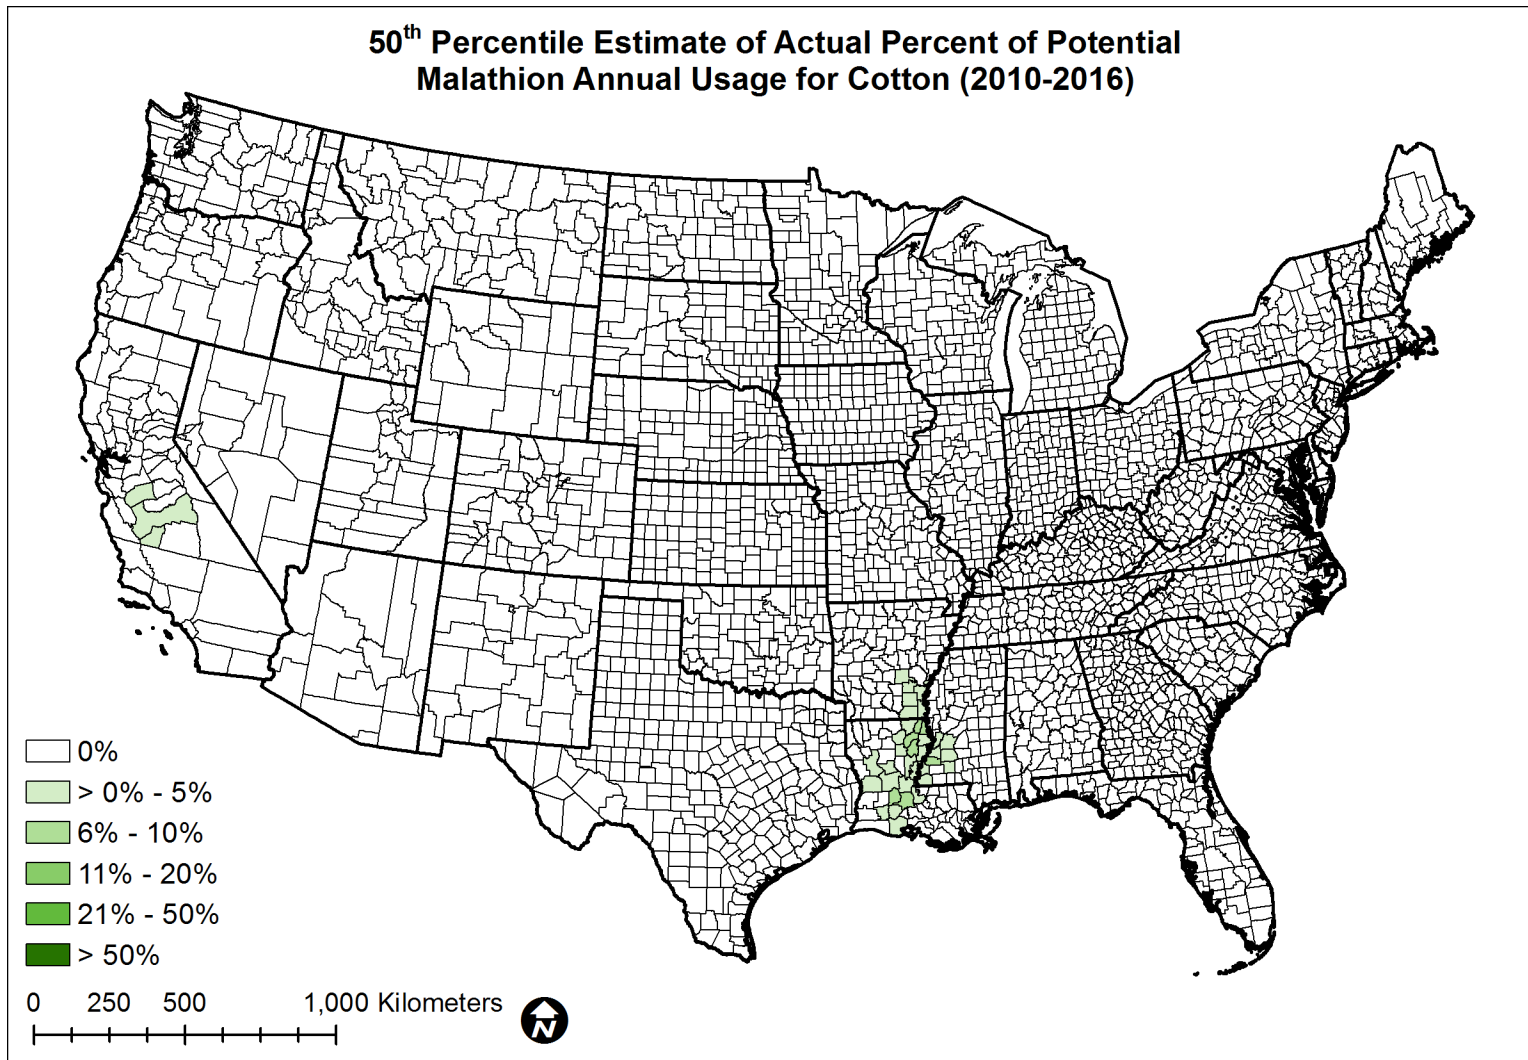 50th Percentile Estimate of Actual Percent of Potential
Malathion Annual Usage for Cotton (2010-2016)
0%
> 0% - 5%
6% - 10%
11% - 20%
21% - 50%
> 50%
0 250 500 1,000 Kilometers
N